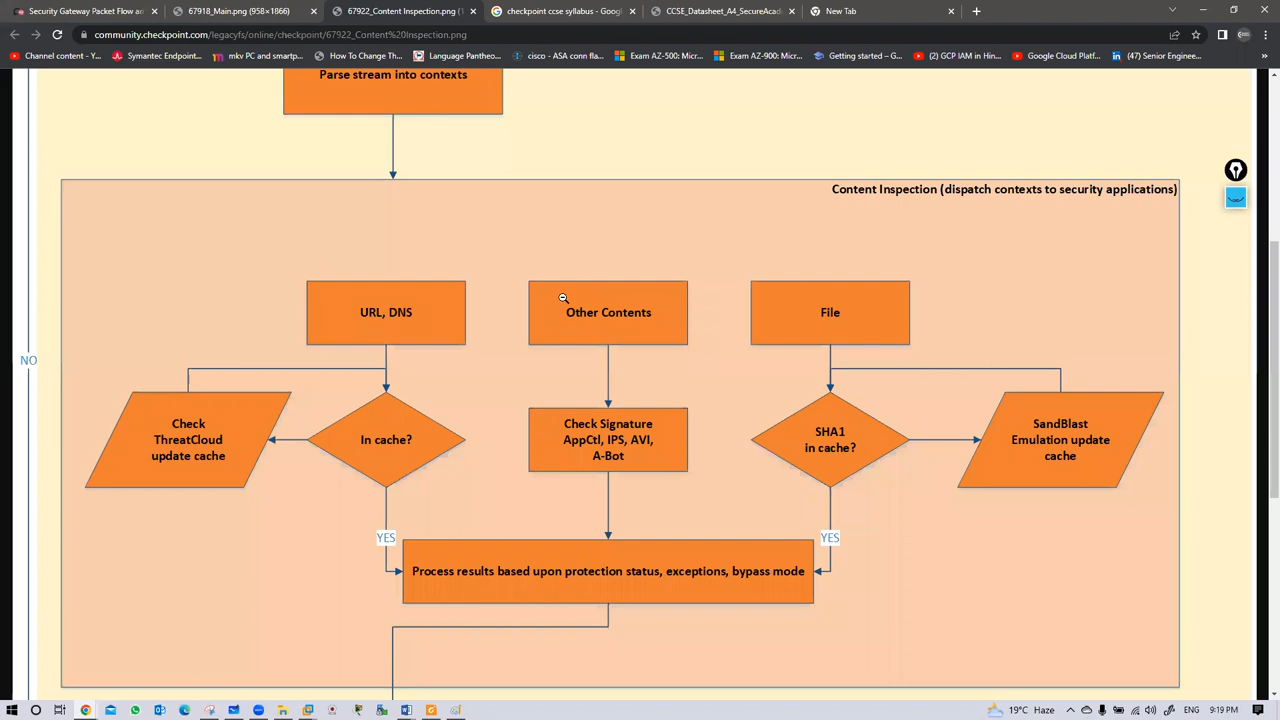 Security Gateway Packet Flow an
67918_Main.png (958×1866)
67922_Content Inspection.png (1
checkpoint ccse syllabus - Googl
CCSE_Datasheet_A4_SecureAcade
New Tab
community.checkpoint.com/legacyfs/online/checkpoint/67922_Content%20Inspection.png
Channel content - Y...
Symantec Endpoint...
mkv PC and smartp...
How To Change Th...
Language Pantheo...
cisco - ASA conn fla...
Exam AZ-500: Micr...
Exam AZ-900: Micr...
Getting started – G...
(2) GCP IAM in Hin...
Google Cloud Platf...
(47) Senior Enginee...
Parse stream into contexts
Content Inspection (dispatch contexts to security applications)
URL, DNS
Other Contents
File
NO
Check
ThreatCloud
update cache
In cache?
Check Signature
AppCtl, IPS, AVI,
A-Bot
SHA1
in cache?
SandBlast
Emulation update
cache
YES
YES
Process results based upon protection status, exceptions, bypass mode
19°C Haze
ENG
9:19 PM